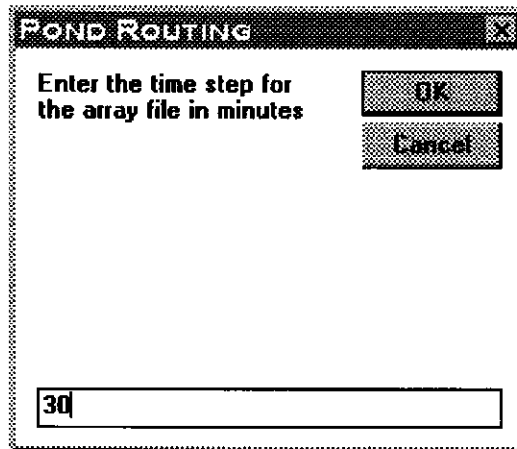 POND ROUTING
Enter the time step for
the array file in minutes
OK
Cancel
30